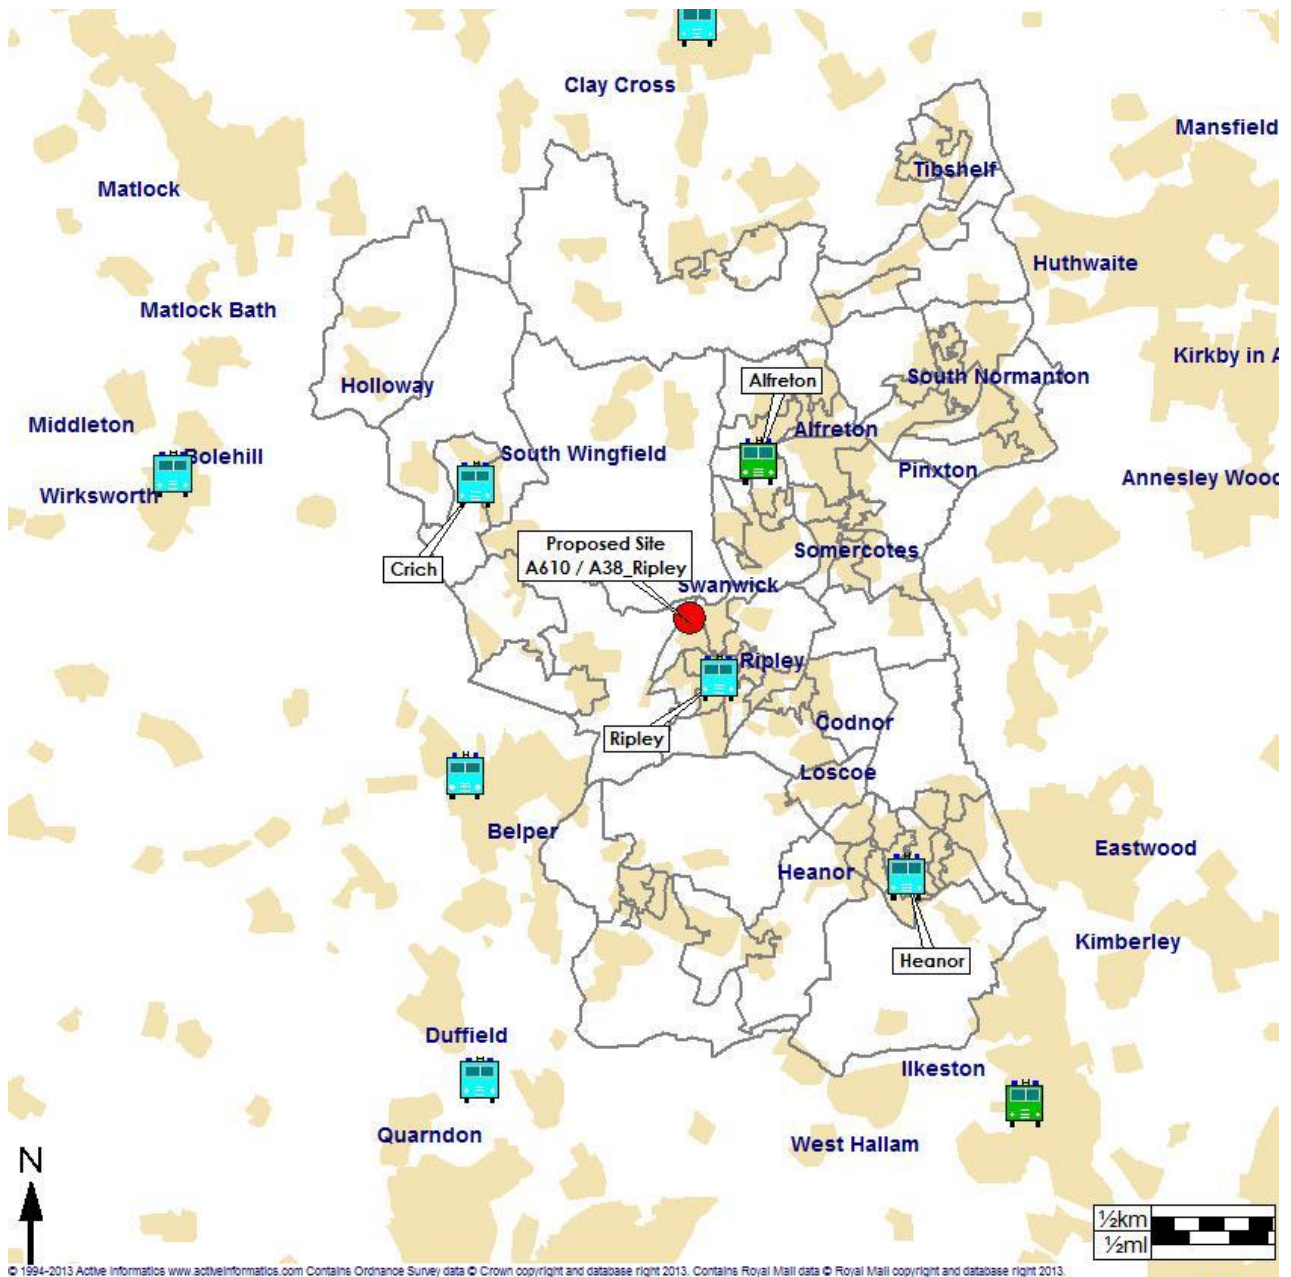 Clay Cross
Mansfield
Tibshelf
Matlock
Huthwaite
Matlock Bath
Kirkby in A
Alfreton
South Normanton
Holloway
Middleton
Alfreton
South Wingfield
Bolehill
Pinxton
Annesley Wood
Wirksworth
Proposed Site
A610 / A38_Ripley
Somercotes
Crich
Swanwick
Ripley
Codnor
Ripley
Loscoe
Belper
Eastwood
Heanor
Kimberley
Heanor
Duffield
Ilkeston
Quarndon
West Hallam
N
½km
½ml
© 1994-2013 Active Informatics www.activeinformatics.com Contains Ordnance Survey data © Crown copyright and database right 2013. Contains Royal Mail data © Royal Mail copyright and database right 2013.